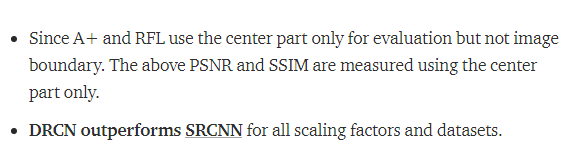 • Since A+ and RFL use the center part only for evaluation but not image
boundary. The above PSNR and SSIM are measured using the center
part only.
• DRCN outperforms SRCNN for all scaling factors and datasets.